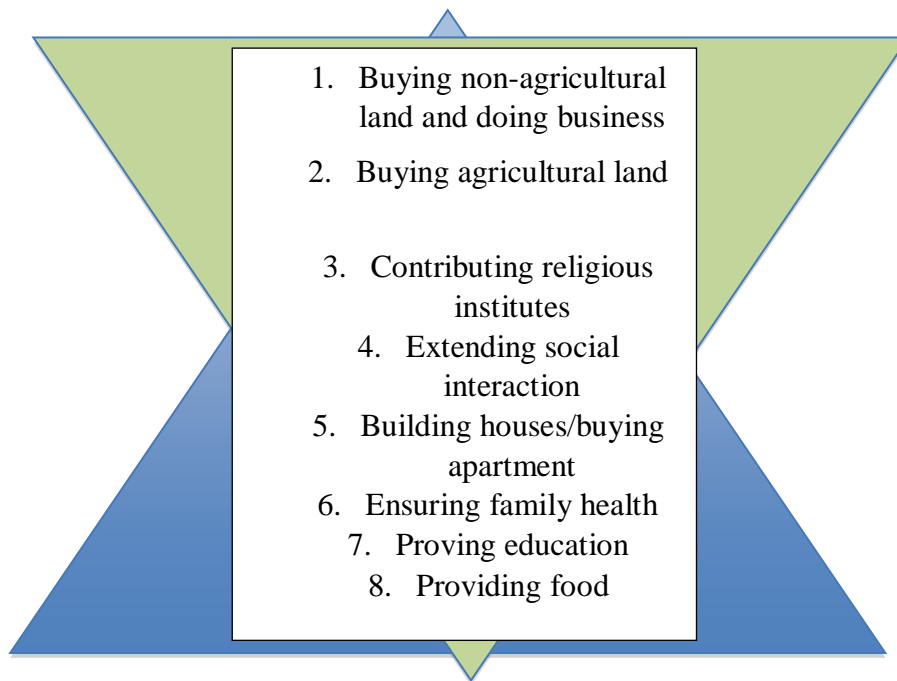 1. Buying non-agricultural
land and doing business
2. Buying agricultural land
3. Contributing religious
institutes
4. Extending social
interaction
5. Building houses/buying
apartment
6. Ensuring family health
7. Proving education
8. Providing food